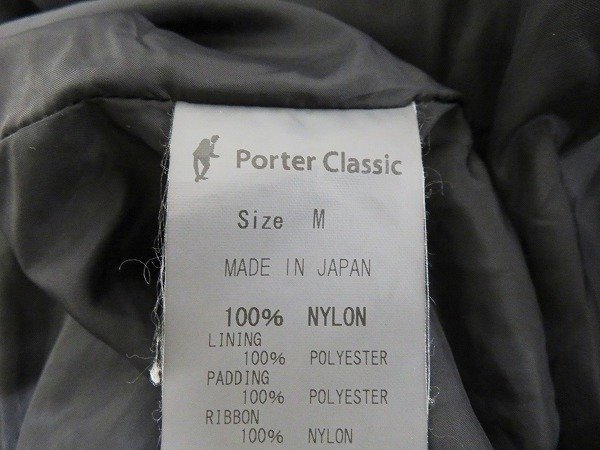 Porter Classic
Size M
MADE IN JAPAN
100% NYLON
LINING
100% POLYESTER
PADDING
100% POLYESTER
RIBBON
100% NYLON